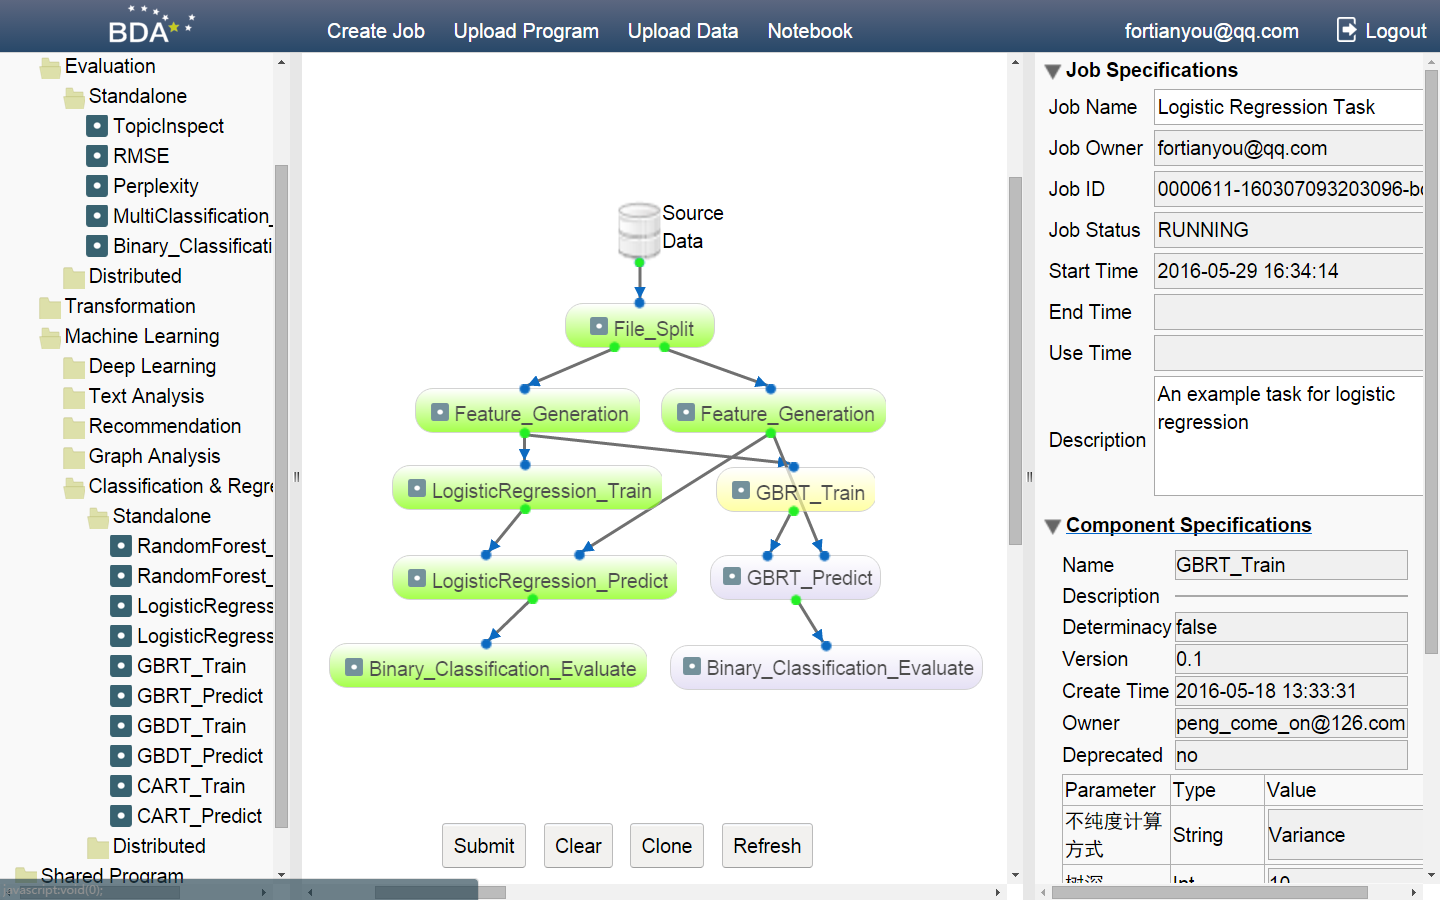 BDA
Create Job
Upload Program
Upload Data
Notebook
fortianyou@qq.com
Logout
Evaluation
Standalone
TopicInspect
RMSE
Perplexity
MultiClassification_
Binary_Classificati
Distributed
Transformation
Machine Learning
Deep Learning
Text Analysis
Recommendation
Graph Analysis
Classification & Regre
Standalone
RandomForest_
RandomForest_
LogisticRegress
LogisticRegress
GBRT_Train
GBRT_Predict
GBDT_Train
GBDT_Predict
CART_Train
CART_Predict
Distributed
Shared Program
javascript:void(0);
Source
Data
File_Split
Feature_Generation
Feature_Generation
LogisticRegression_Train
GBRT_Train
LogisticRegression_Predict
GBRT_Predict
Binary_Classification_Evaluate
Binary_Classification_Evaluate
Submit
Clear
Clone
Refresh
Job Specifications
Job Name Logistic Regression Task
Job Owner fortianyou@qq.com
Job ID 0000611-160307093203096-bo
Job Status RUNNING
Start Time 2016-05-29 16:34:14
End Time
Use Time
Description An example task for logistic
regression
Component Specifications
Name GBRT_Train
Description
Determinacy false
Version 0.1
Create Time 2016-05-18 13:33:31
Owner peng_come_on@126.com
Deprecated no
Parameter Type Value
不纯度计算
方式 String Variance
树深 Int 10